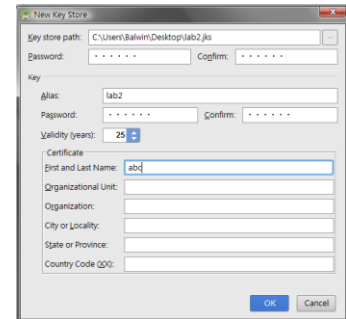 New Key Store
Key store path: C:\Users\Balwin\Desktop\lab2.jks ...
Password: ······ Confirm: ······
Key
Alias: lab2
Password: ······ Confirm: ······
Validity (years): 25
Certificate
First and Last Name: abc
Organizational Unit:
Organization:
City or Locality:
State or Province:
Country Code (XX):
OK Cancel